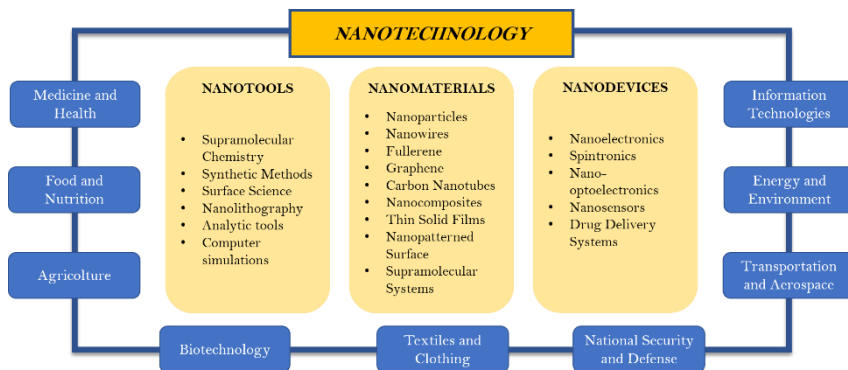 NANOTECHNOLOGY
Medicine and
Health
Food and
Nutrition
Agricolture
NANOTOOLS
• Supramolecular
Chemistry
• Synthetic Methods
• Surface Science
• Nanolithography
• Analytic tools
• Computer
simulations
NANOMATERIALS
• Nanoparticles
• Nanowires
• Fullerene
• Graphene
• Carbon Nanotubes
• Nanocomposites
• Thin Solid Films
• Nanopatterned
Surface
• Supramolecular
Systems
NANODEVICES
• Nanoelectronics
• Spintronics
• Nano-
optoelectronics
• Nanosensors
• Drug Delivery
Systems
Information
Technologies
Energy and
Environment
Transportation
and Aerospace
Biotechnology
Textiles and
Clothing
National Security
and Defense